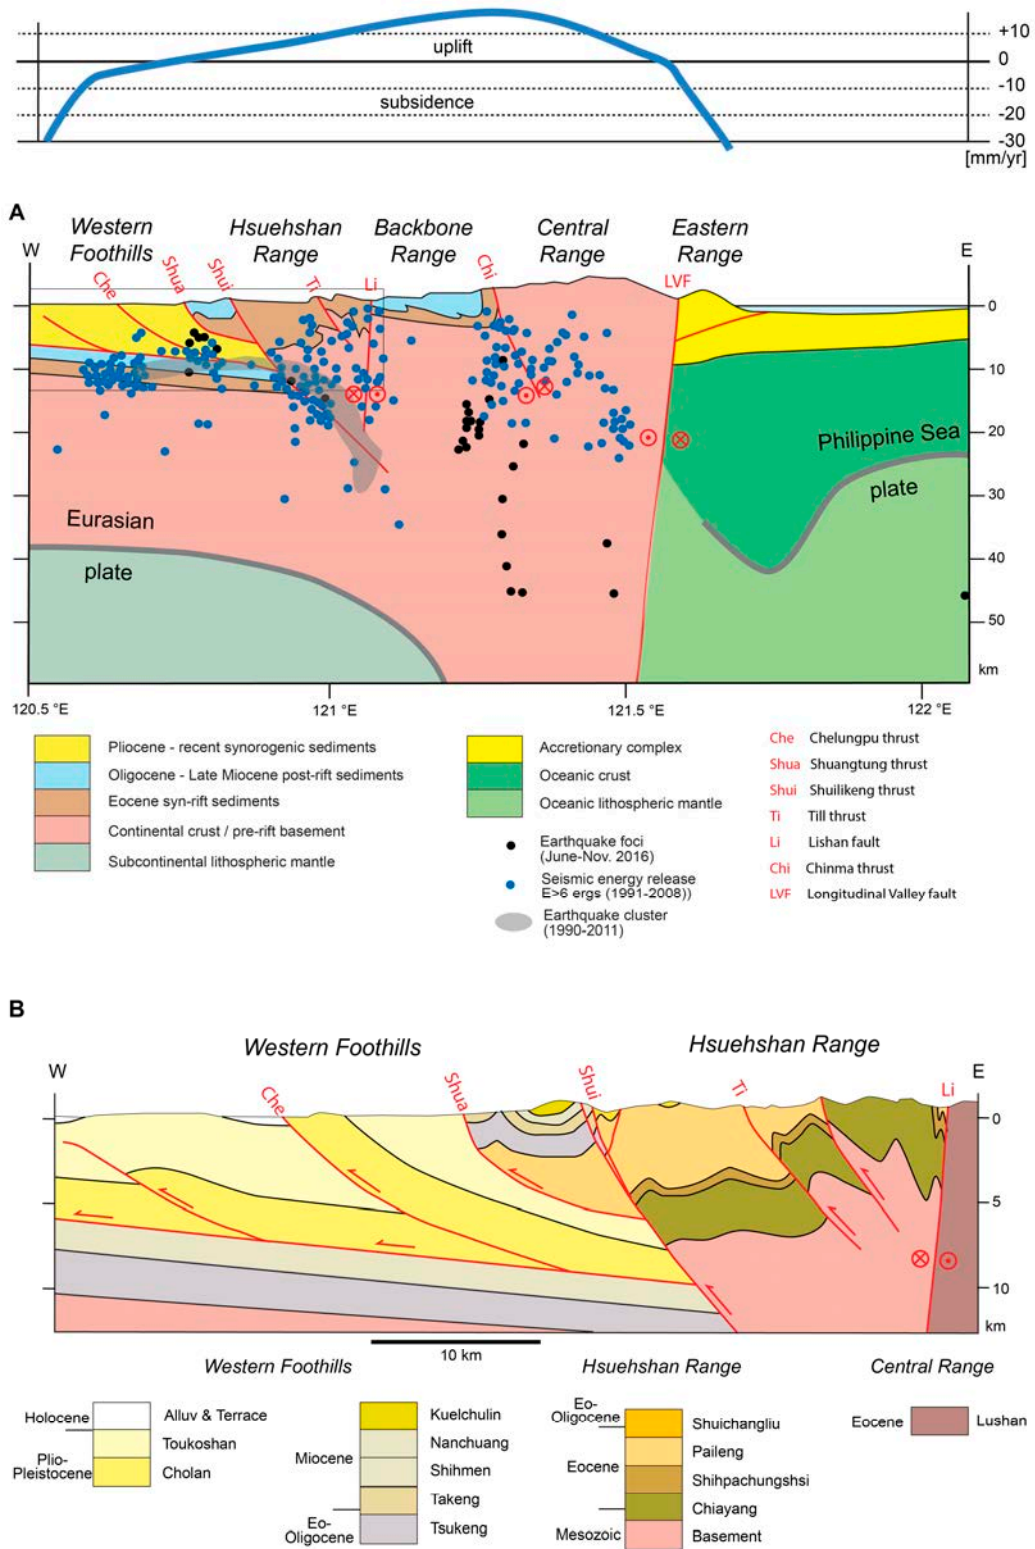 +10
uplift
0
-10
subsidence
-20
-30
[mm/yr]
A
Western
Foothills
Hsuehshan
Range
Backbone
Range
Central
Range
Eastern
Range
W
E
Che
Shua
Shui
Ti
Li
Chi
LVF
0
10
20
30
40
50
km
Eurasian
plate
Philippine Sea
plate
120.5 °E
121 °E
121.5 °E
122 °E
Pliocene - recent synorogenic sediments
Oligocene - Late Miocene post-rift sediments
Eocene syn-rift sediments
Continental crust / pre-rift basement
Subcontinental lithospheric mantle
Accretionary complex
Oceanic crust
Oceanic lithospheric mantle
Earthquake foci
(June-Nov. 2016)
Seismic energy release
E>6 ergs (1991-2008))
Earthquake cluster
(1990-2011)
Che Chelungpu thrust
Shua Shuangtung thrust
Shui Shuilikeng thrust
Ti Till thrust
Li Lishan fault
Chi Chinma thrust
LVF Longitudinal Valley fault
B
Western Foothills
Hsuehshan Range
W
E
Che
Shua
Shui
Ti
Li
0
5
10
km
10 km
Western Foothills
Holocene
Plio-
Pleistocene
Alluv & Terrace
Toukoshan
Cholan
Miocene
Eo-
Oligocene
Kuelchulin
Nanchuang
Shihmen
Takeng
Tsukeng
Hsuehshan Range
Eo-
Oligocene
Eocene
Mesozoic
Shuichangliu
Paileng
Shihpachungshsi
Chiayang
Basement
Central Range
Eocene
Lushan